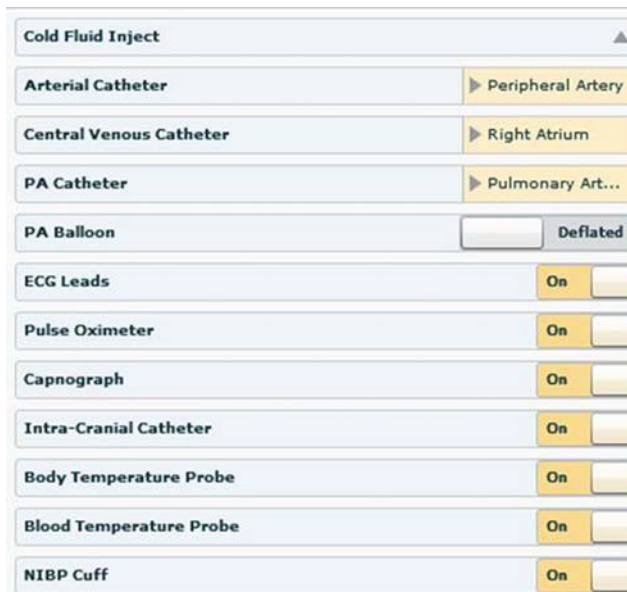 Cold Fluid Inject
Arterial Catheter Peripheral Artery
Central Venous Catheter Right Atrium
PA Catheter Pulmonary Art...
PA Balloon Deflated
ECG Leads On
Pulse Oximeter On
Capnograph On
Intra-Cranial Catheter On
Body Temperature Probe On
Blood Temperature Probe On
NIBP Cuff On